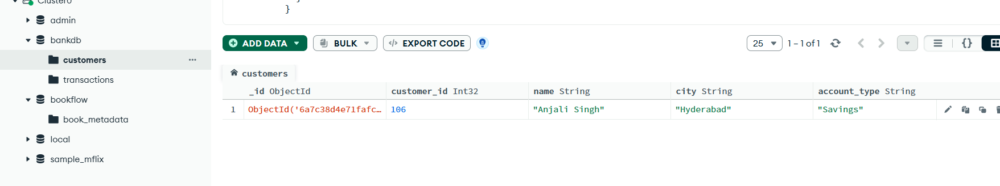 Cluster0
admin
bankdb
customers
transactions
bookflow
book_metadata
local
sample_mflix
}
ADD DATA
BULK
EXPORT CODE
25
1 – 1 of 1
{}
customers
_id ObjectId customer_id Int32 name String city String account_type String
1 ObjectId('6a7c38d4e71fafc… 106 "Anjali Singh" "Hyderabad" "Savings"